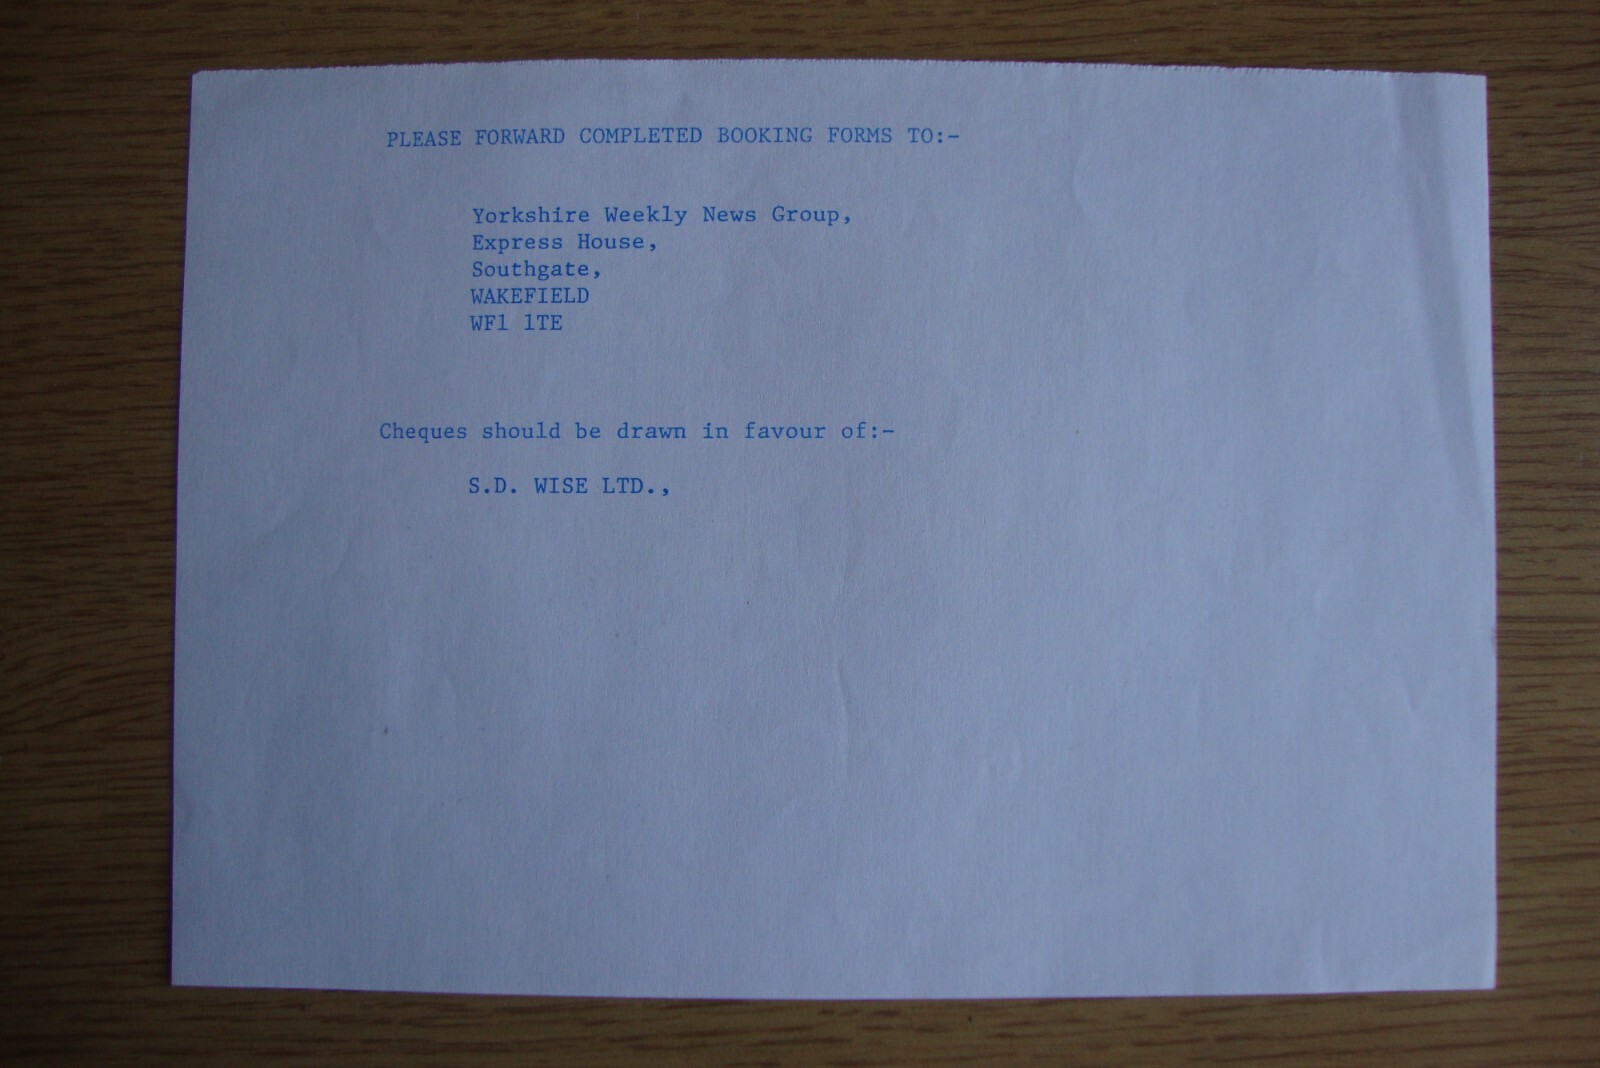 PLEASE FORWARD COMPLETED BOOKING FORMS TO:-
Yorkshire Weekly News Group,
Express House,
Southgate,
WAKEFIELD
WF1 1TE
Cheques should be drawn in favour of:-
S.D. WISE LTD.,